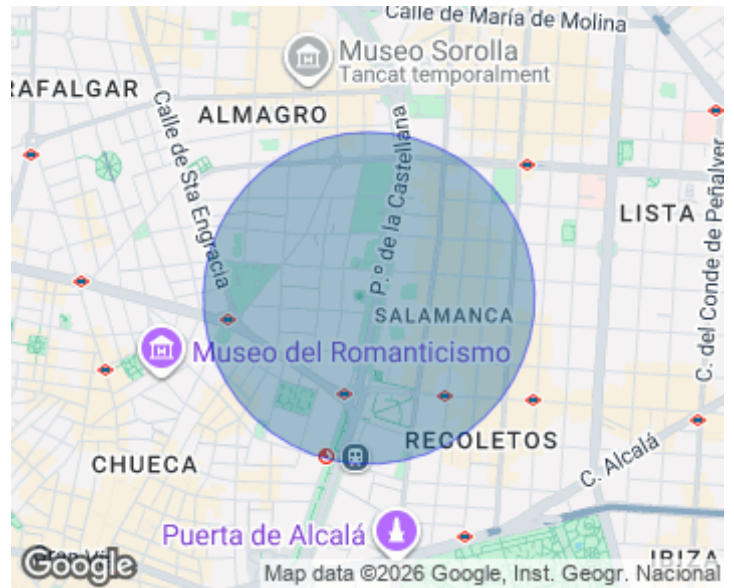 Calle de María de Molina
Museo Sorolla
Tancat temporalment
RAFALGAR
ALMAGRO
Calle de Sta Engracia
P.º de la Castellana
LISTA
C. del Conde de Peñalver
SALAMANCA
Museo del Romanticismo
RECOLETOS
CHUECA
C. Alcalá
Puerta de Alcalá
IBIZA
Google
Map data ©2026 Google, Inst. Geogr. Nacional